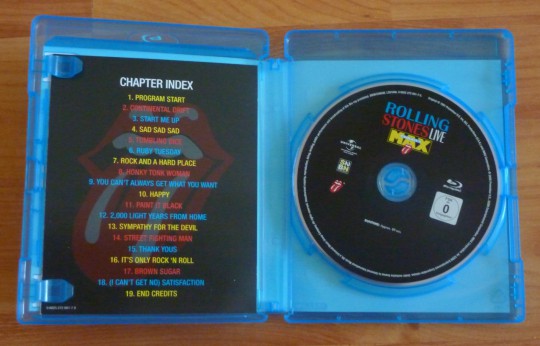 CHAPTER INDEX
1. PROGRAM START
2. CONTINENTAL DRIFT
3. START ME UP
4. SAD SAD SAD
5. TUMBLING DICE
6. RUBY TUESDAY
7. ROCK AND A HARD PLACE
8. HONKY TONK WOMAN
9. YOU CAN'T ALWAYS GET WHAT YOU WANT
10. HAPPY
11. PAINT IT BLACK
12. 2,000 LIGHT YEARS FROM HOME
13. SYMPATHY FOR THE DEVIL
14. STREET FIGHTING MAN
15. THANK YOUS
16. IT'S ONLY ROCK 'N ROLL
17. BROWN SUGAR
18. (I CAN'T GET NO) SATISFACTION
19. END CREDITS
ROLLING
STONES LIVE
AT THE
MAX
UNIVERSAL
0